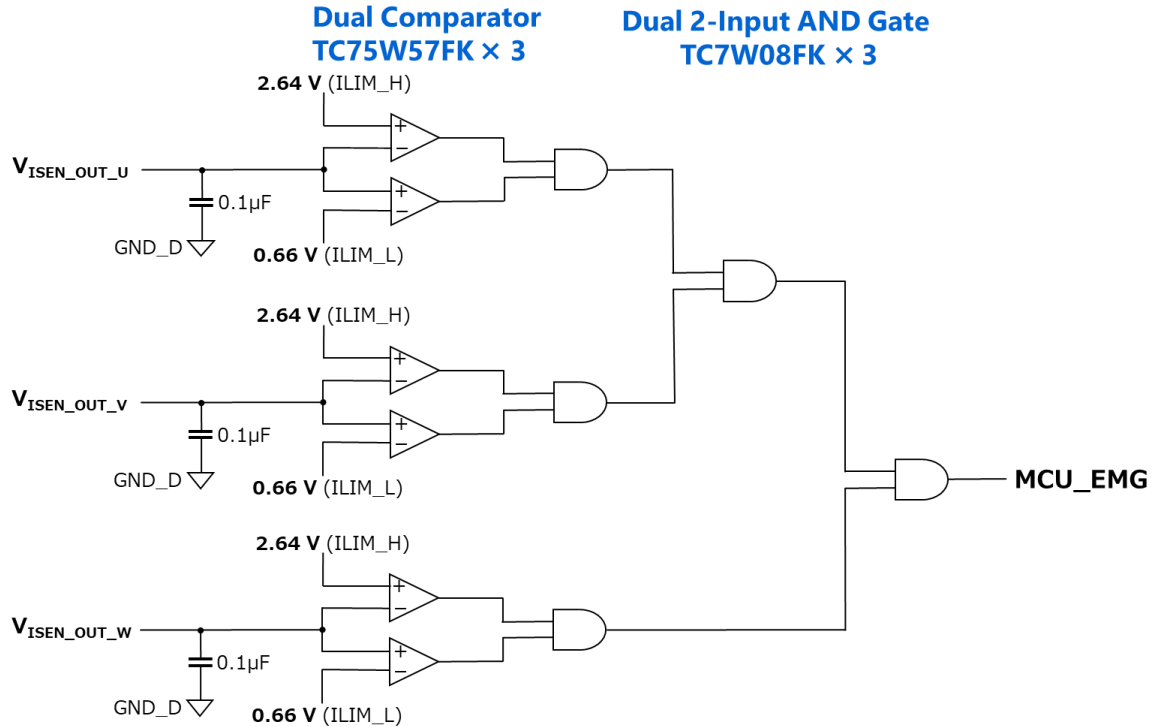 Dual Comparator
TC75W57FK × 3
Dual 2-Input AND Gate
TC7W08FK × 3
2.64 V (ILIM_H)
+
−
VISEN_OUT_U
+
−
0.1µF
GND_D
0.66 V (ILIM_L)
2.64 V (ILIM_H)
+
−
VISEN_OUT_V
+
−
0.1µF
GND_D
0.66 V (ILIM_L)
MCU_EMG
2.64 V (ILIM_H)
+
−
VISEN_OUT_W
+
−
0.1µF
GND_D
0.66 V (ILIM_L)